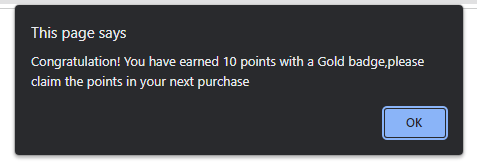 This page says
Congratulation! You have earned 10 points with a Gold badge,please
claim the points in your next purchase
OK